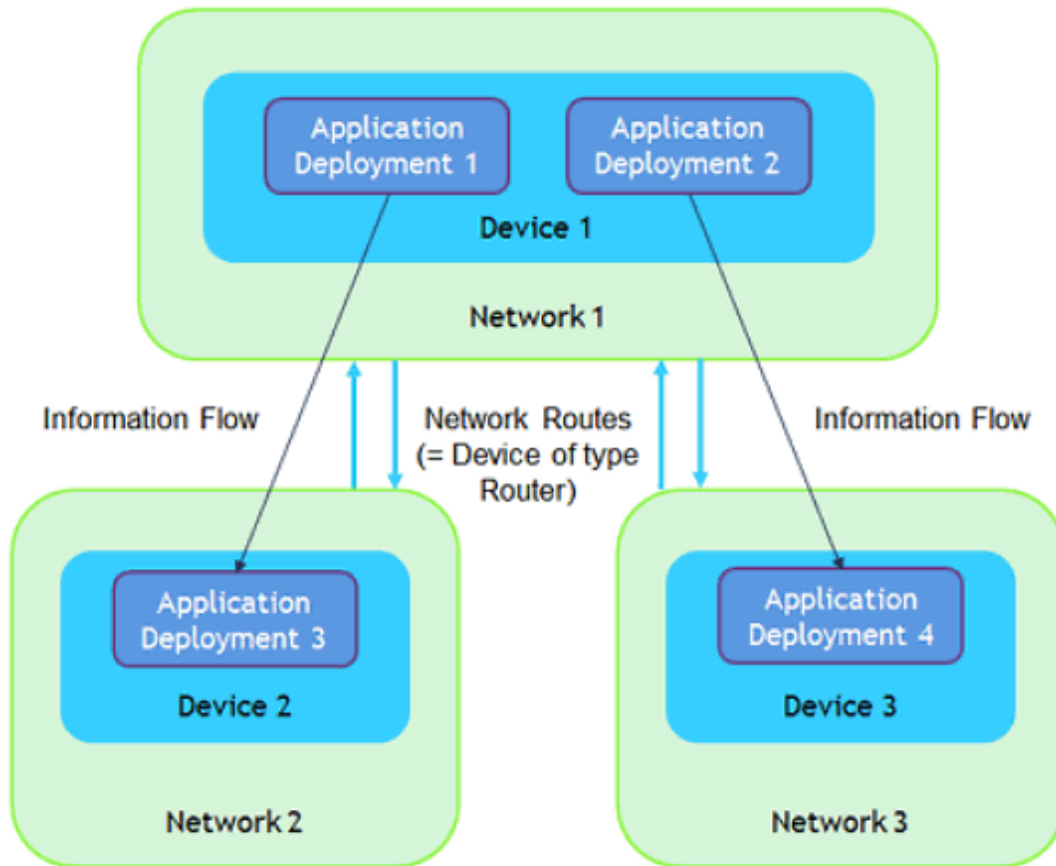 Application
Deployment 1
Application
Deployment 2
Device 1
Network 1
Information Flow
Network Routes
(= Device of type
Router)
Information Flow
Application
Deployment 3
Device 2
Network 2
Application
Deployment 4
Device 3
Network 3